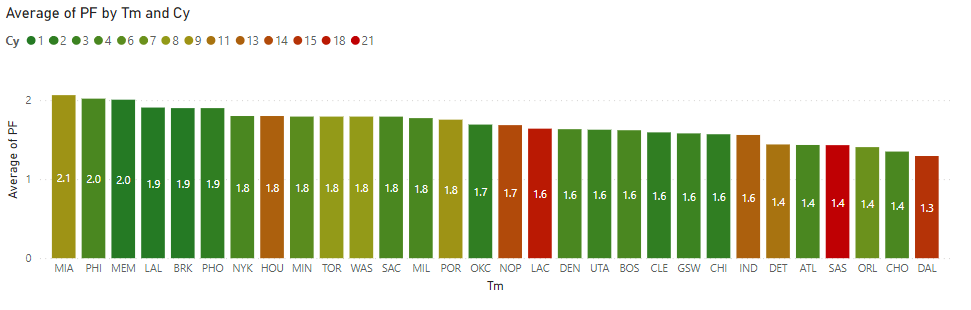 Average of PF by Tm and Cy
Cy 1 2 3 4 6 7 8 9 11 13 14 15 18 21
Average of PF
2
1
0
2.1 2.0 2.0 1.9 1.9 1.9 1.8 1.8 1.8 1.8 1.8 1.8 1.8 1.8 1.7 1.7 1.6 1.6 1.6 1.6 1.6 1.6 1.6 1.6 1.4 1.4 1.4 1.4 1.4 1.3
MIA PHI MEM LAL BRK PHO NYK HOU MIN TOR WAS SAC MIL POR OKC NOP LAC DEN UTA BOS CLE GSW CHI IND DET ATL SAS ORL CHO DAL
Tm